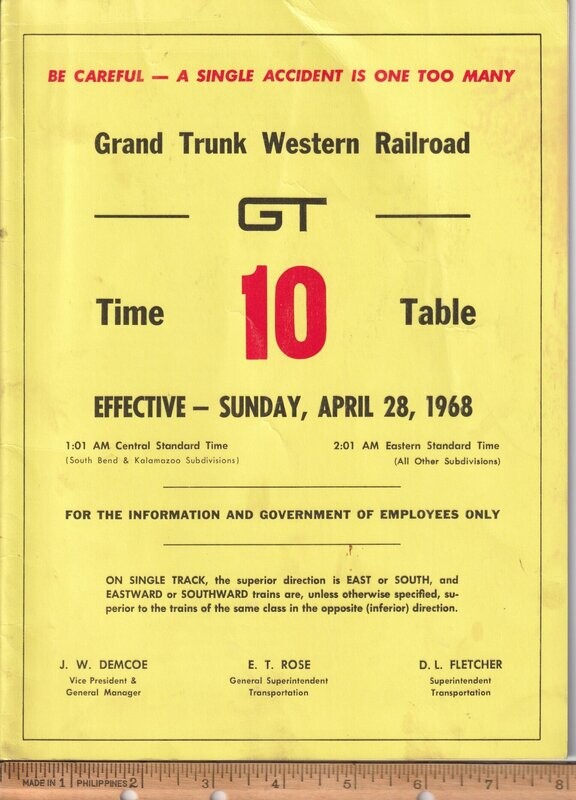 BE CAREFUL — A SINGLE ACCIDENT IS ONE TOO MANY
Grand Trunk Western Railroad
GT
Time 10 Table
EFFECTIVE — SUNDAY, APRIL 28, 1968
1:01 AM Central Standard Time 2:01 AM Eastern Standard Time
(South Bend & Kalamazoo Subdivisions) (All Other Subdivisions)
FOR THE INFORMATION AND GOVERNMENT OF EMPLOYEES ONLY
ON SINGLE TRACK, the superior direction is EAST or SOUTH, and
EASTWARD or SOUTHWARD trains are, unless otherwise specified, su-
perior to the trains of the same class in the opposite (inferior) direction.
J. W. DEMCOE E. T. ROSE D. L. FLETCHER
Vice President & General Superintendent Superintendent
General Manager Transportation Transportation
MADE IN 1 PHILIPPINES 2 3 4 5 6 7 8